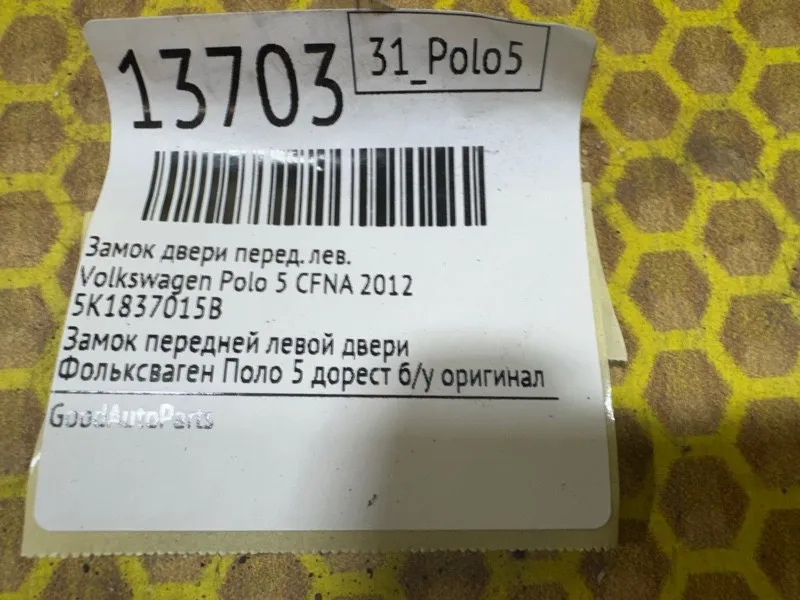 13703
31_Polo5
Замок двери перед. лев.
Volkswagen Polo 5 CFNA 2012
5K1837015B
Замок передней левой двери
Фольксваген Поло 5 дорест б/у оригинал
GoodAutoParts